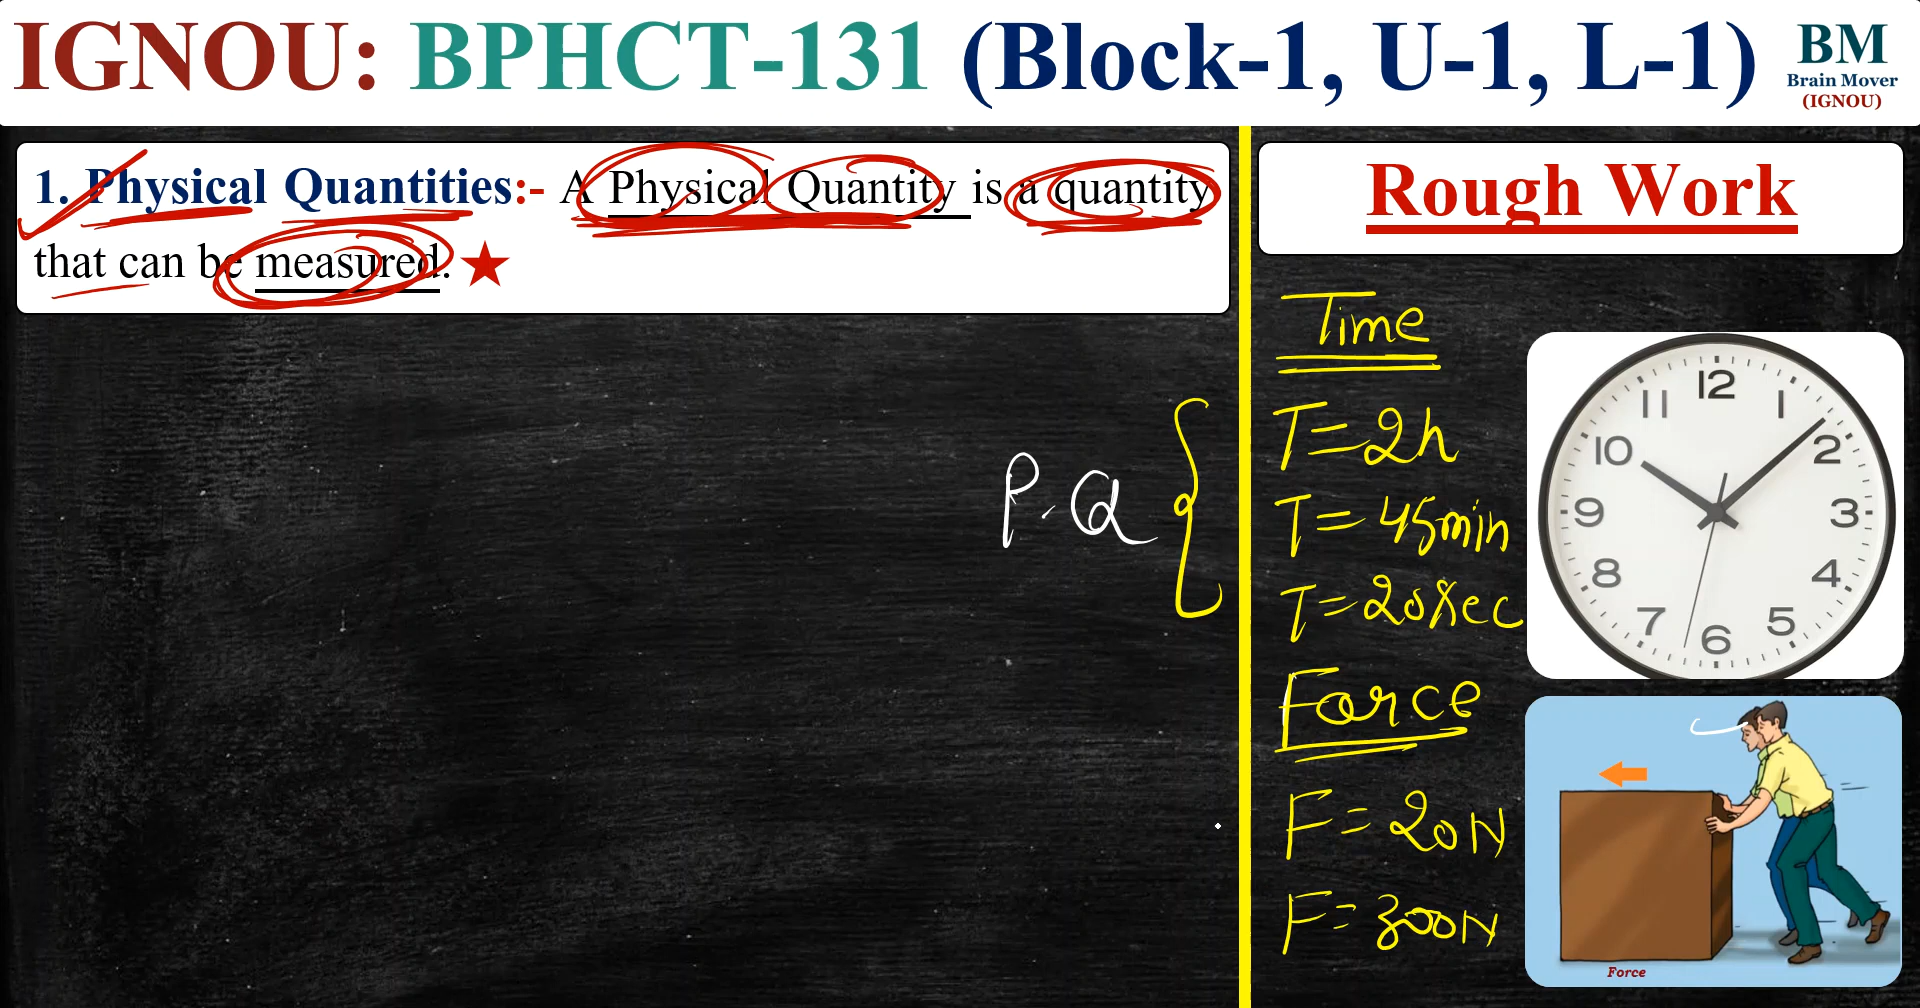 IGNOU: BPHCT-131 (Block-1, U-1, L-1)
BM
Brain Mover
(IGNOU)
1. Physical Quantities:- A Physical Quantity is a quantity
that can be measured. ★
P.Q
Rough Work
Time
T=2h
T=45min
T=20sec
Force
F=20N
F=300N
12
1
2
3
4
5
6
7
8
9
10
11
Force